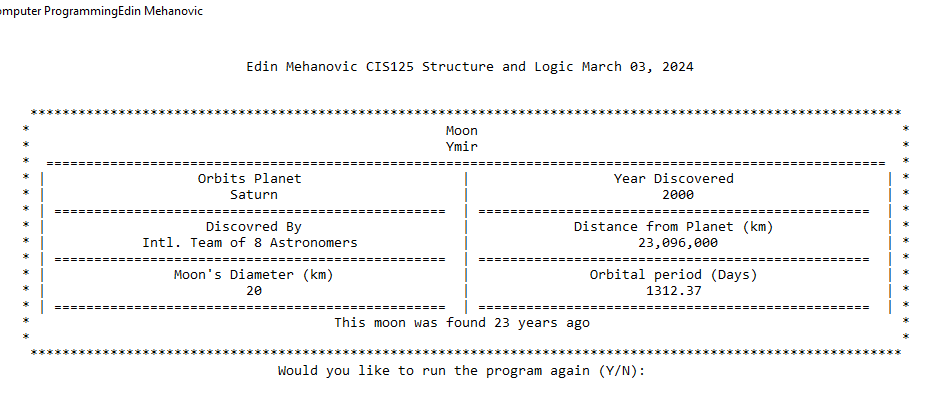 omputer ProgrammingEdin Mehanovic
Edin Mehanovic CIS125 Structure and Logic March 03, 2024
Moon
Ymir
Orbits Planet Year Discovered
Saturn 2000
Discovred By Distance from Planet (km)
Intl. Team of 8 Astronomers 23,096,000
Moon's Diameter (km) Orbital period (Days)
20 1312.37
This moon was found 23 years ago
Would you like to run the program again (Y/N):